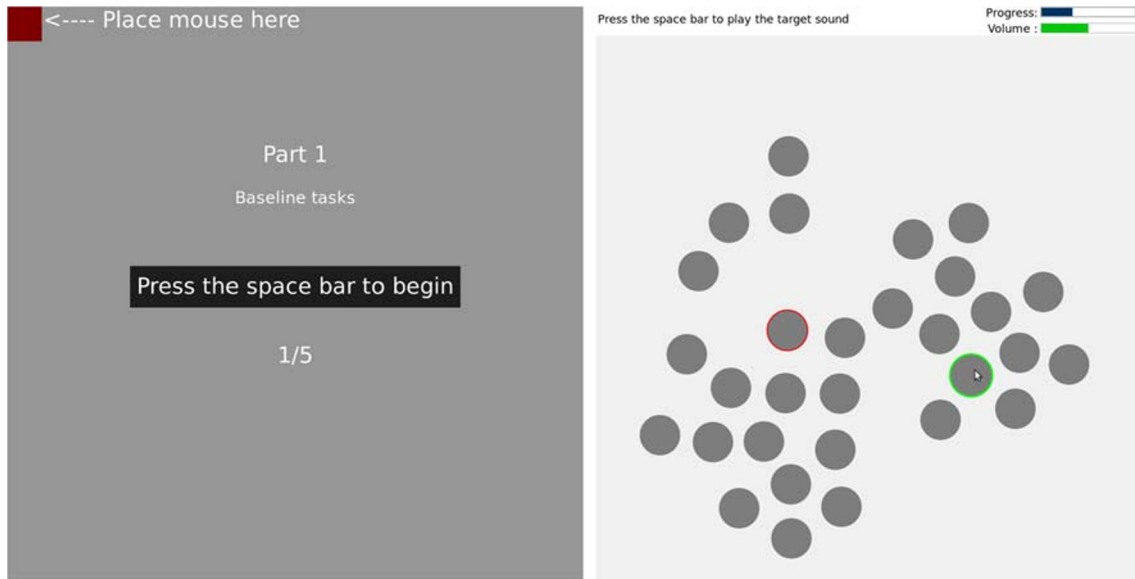 <---- Place mouse here
Part 1
Baseline tasks
Press the space bar to begin
1/5
Press the space bar to play the target sound
Progress:
Volume :